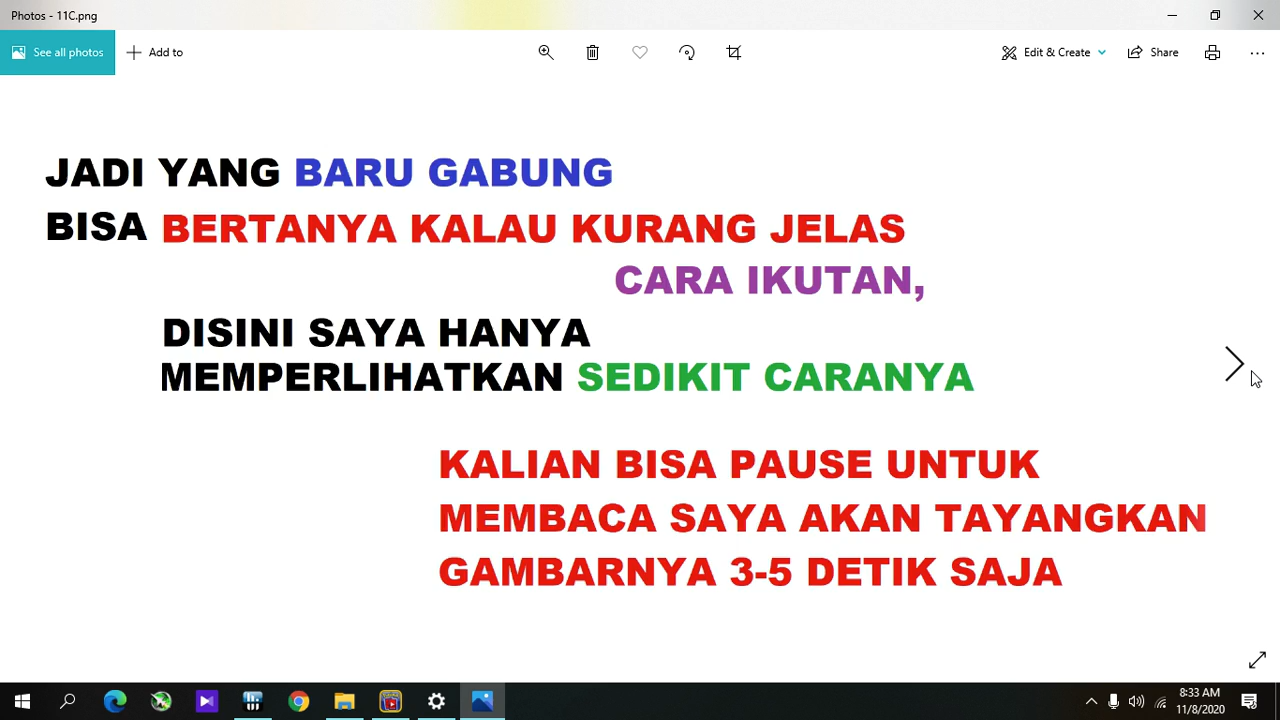 Photos - 11C.png
See all photos
Add to
Edit & Create
Share
JADI YANG BARU GABUNG
BISA BERTANYA KALAU KURANG JELAS
CARA IKUTAN,
DISINI SAYA HANYA
MEMPERLIHATKAN SEDIKIT CARANYA
KALIAN BISA PAUSE UNTUK
MEMBACA SAYA AKAN TAYANGKAN
GAMBARNYA 3-5 DETIK SAJA
8:33 AM
11/8/2020